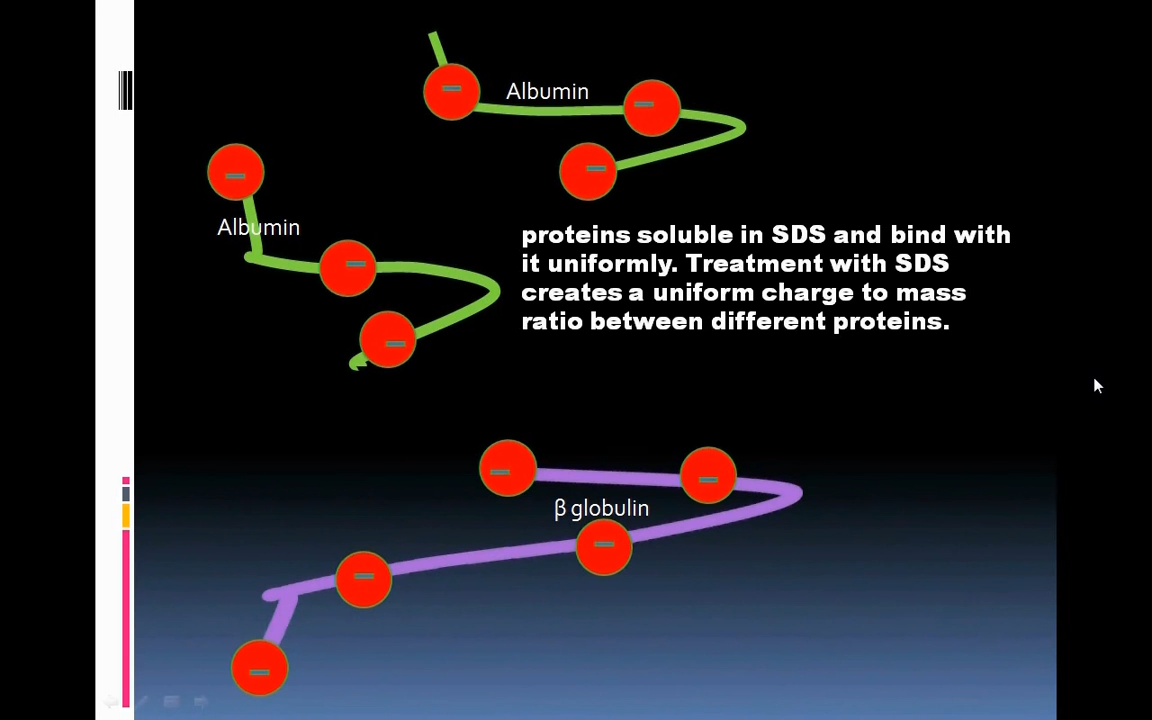 Albumin
Albumin
proteins soluble in SDS and bind with
it uniformly. Treatment with SDS
creates a uniform charge to mass
ratio between different proteins.
β globulin